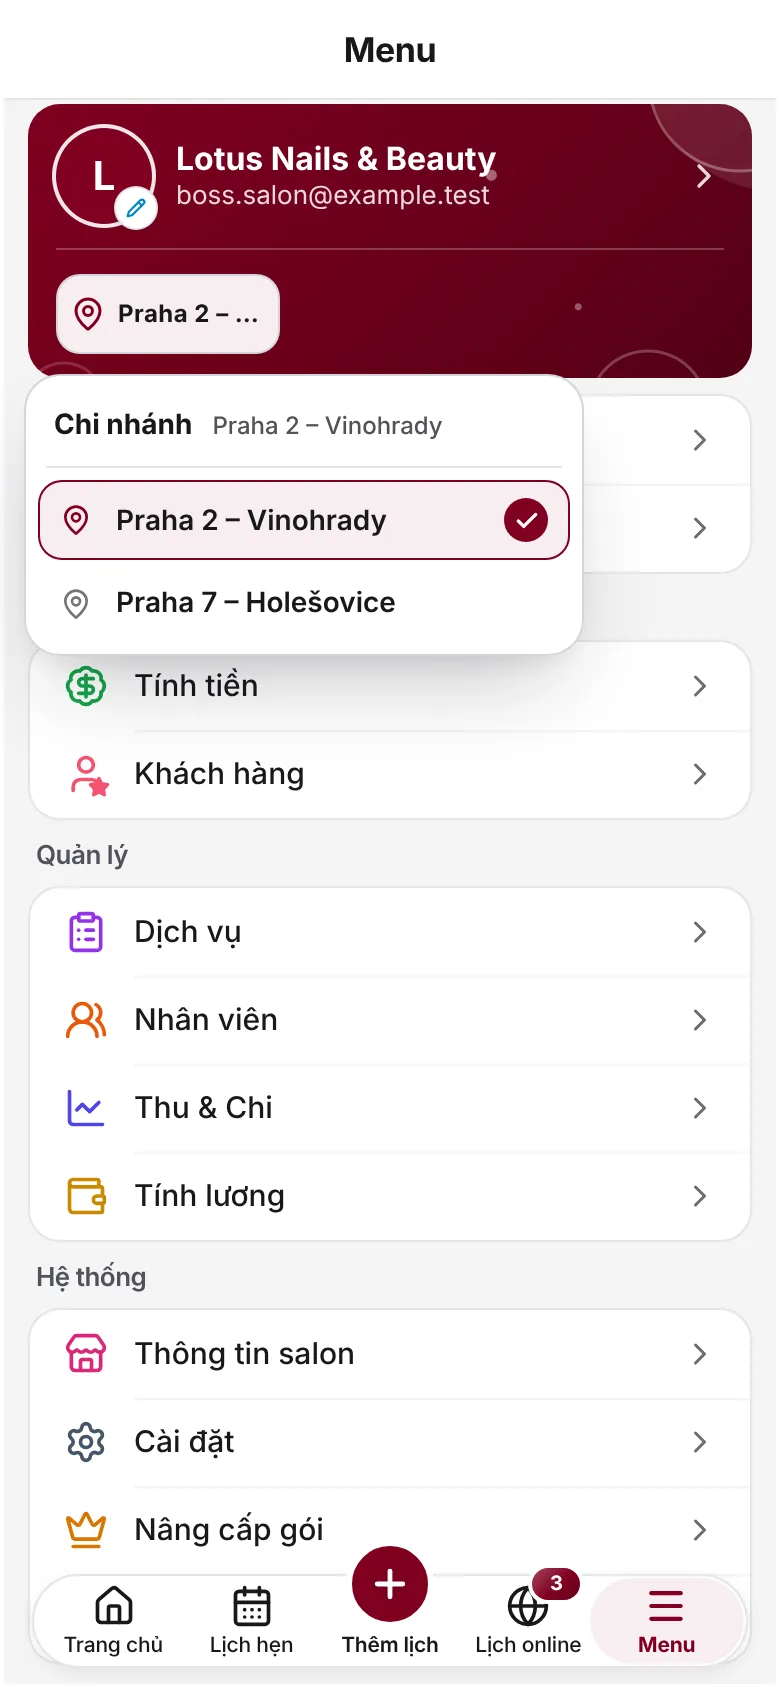 Menu
L
Lotus Nails & Beauty
boss.salon@example.test
Praha 2 – ...
Chi nhánh Praha 2 – Vinohrady
Praha 2 – Vinohrady
Praha 7 – Holešovice
Tính tiền
Khách hàng
Quản lý
Dịch vụ
Nhân viên
Thu & Chi
Tính lương
Hệ thống
Thông tin salon
Cài đặt
Nâng cấp gói
3
Trang chủ
Lịch hẹn
Thêm lịch
Lịch online
Menu